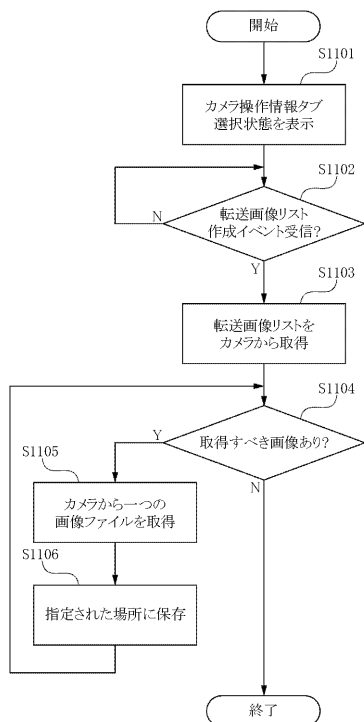 開始
S1101
カメラ操作情報タブ
選択状態を表示
S1102
転送画像リスト
作成イベント受信?
N
Y
S1103
転送画像リストを
カメラから取得
S1104
取得すべき画像あり?
Y
N
S1105
カメラから一つの
画像ファイルを取得
S1106
指定された場所に保存
終了